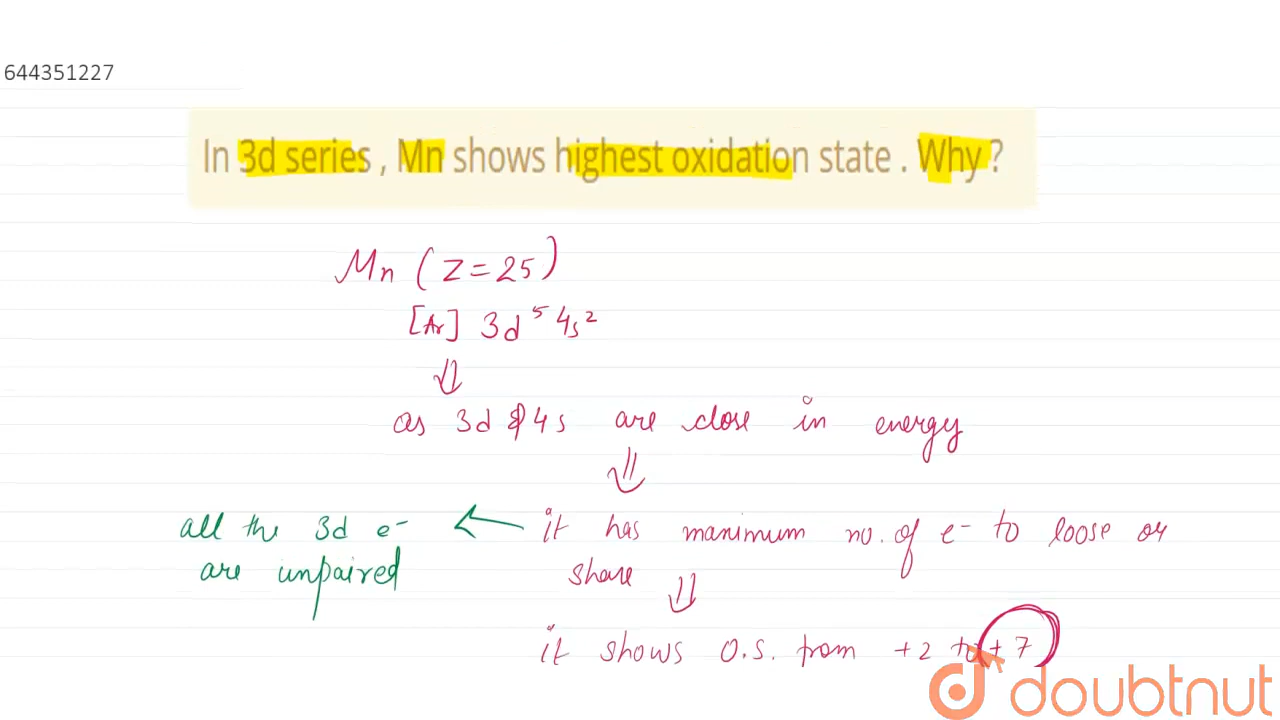 644351227
In 3d series , Mn shows highest oxidation state . Why ?
Mn ( Z = 25 )
[Ar] 3d⁵ 4s²
⇓
as 3d & 4s are close in energy
⇓
all the 3d e⁻ ← it has maximum no. of e⁻ to loose or
are unpaired share ⇓
it shows O.S. from +2 to +7
doubtnut